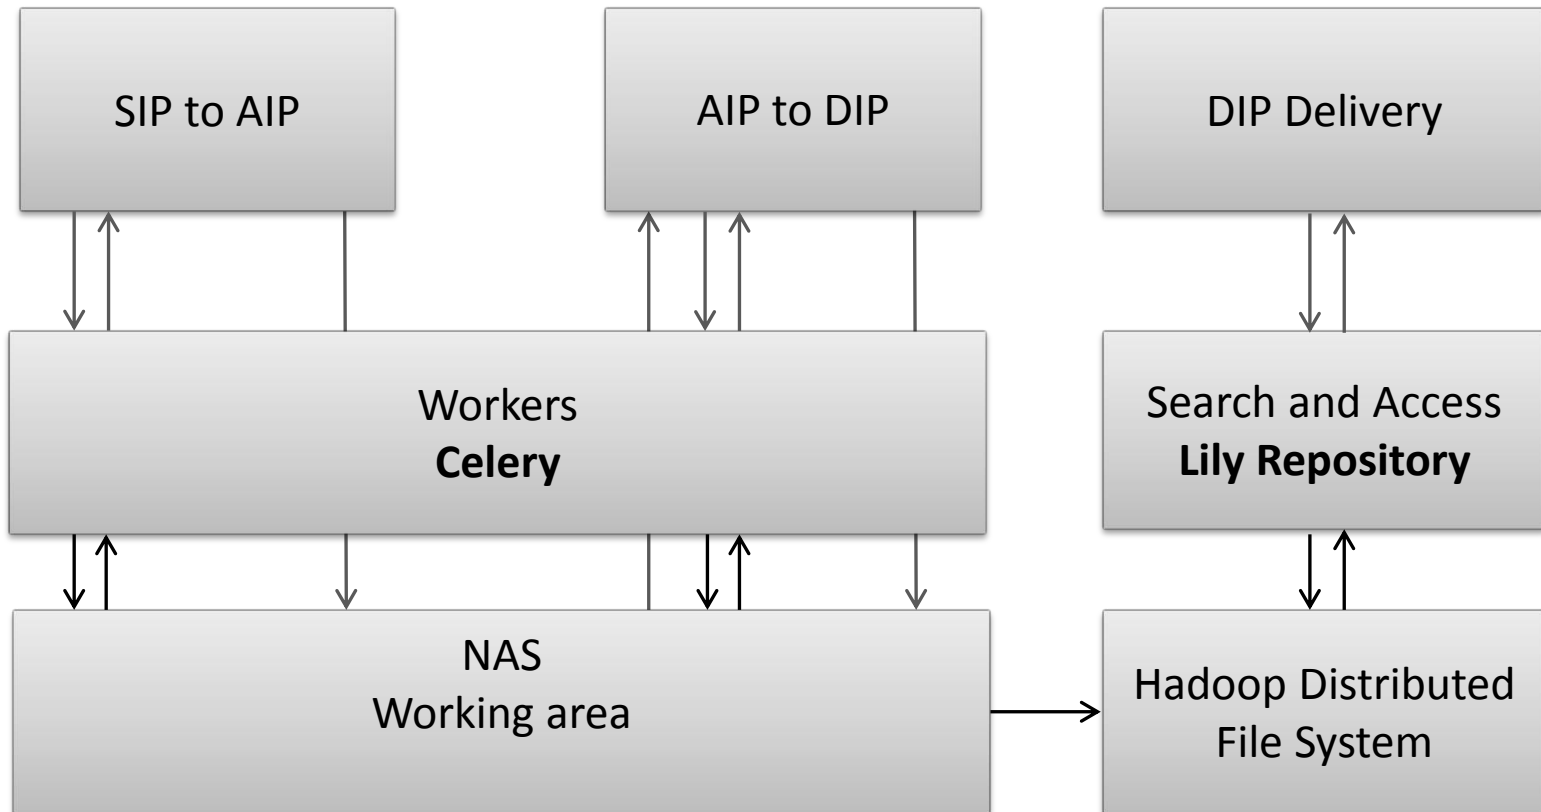 SIP to AIP
AIP to DIP
DIP Delivery
Workers
Celery
Search and Access
Lily Repository
NAS
Working area
Hadoop Distributed
File System